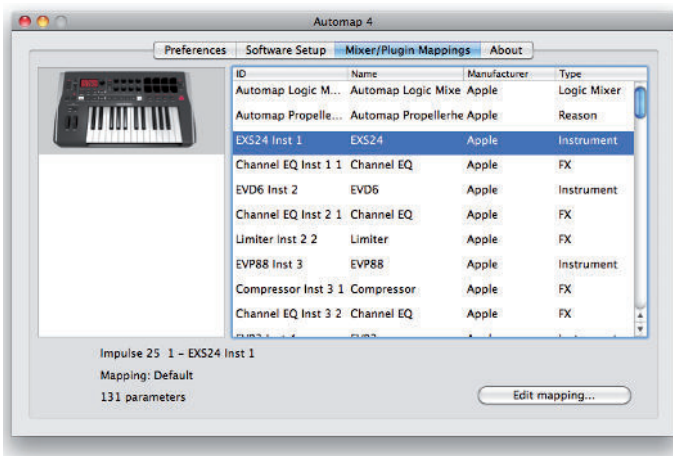 Automap 4
Preferences Software Setup Mixer/Plugin Mappings About
ID Name Manufacturer Type
Automap Logic M... Automap Logic Mixe Apple Logic Mixer
Automap Propelle... Automap Propellerhe Apple Reason
EXS24 Inst 1 EXS24 Apple Instrument
Channel EQ Inst 1 1 Channel EQ Apple FX
EVD6 Inst 2 EVD6 Apple Instrument
Channel EQ Inst 2 1 Channel EQ Apple FX
Limiter Inst 2 2 Limiter Apple FX
EVP88 Inst 3 EVP88 Apple Instrument
Compressor Inst 3 1 Compressor Apple FX
Channel EQ Inst 3 2 Channel EQ Apple FX
Impulse 25 1 – EXS24 Inst 1
Mapping: Default
131 parameters
Edit mapping...